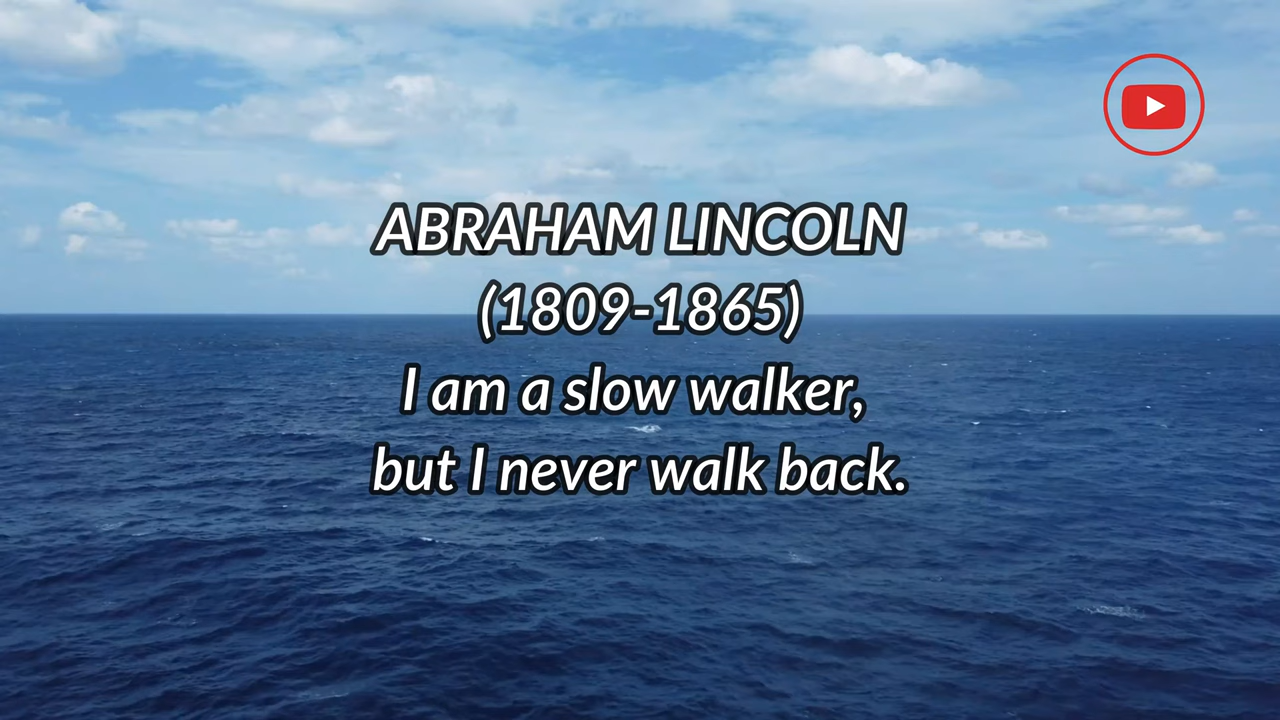 ABRAHAM LINCOLN
(1809-1865)
I am a slow walker,
but I never walk back.